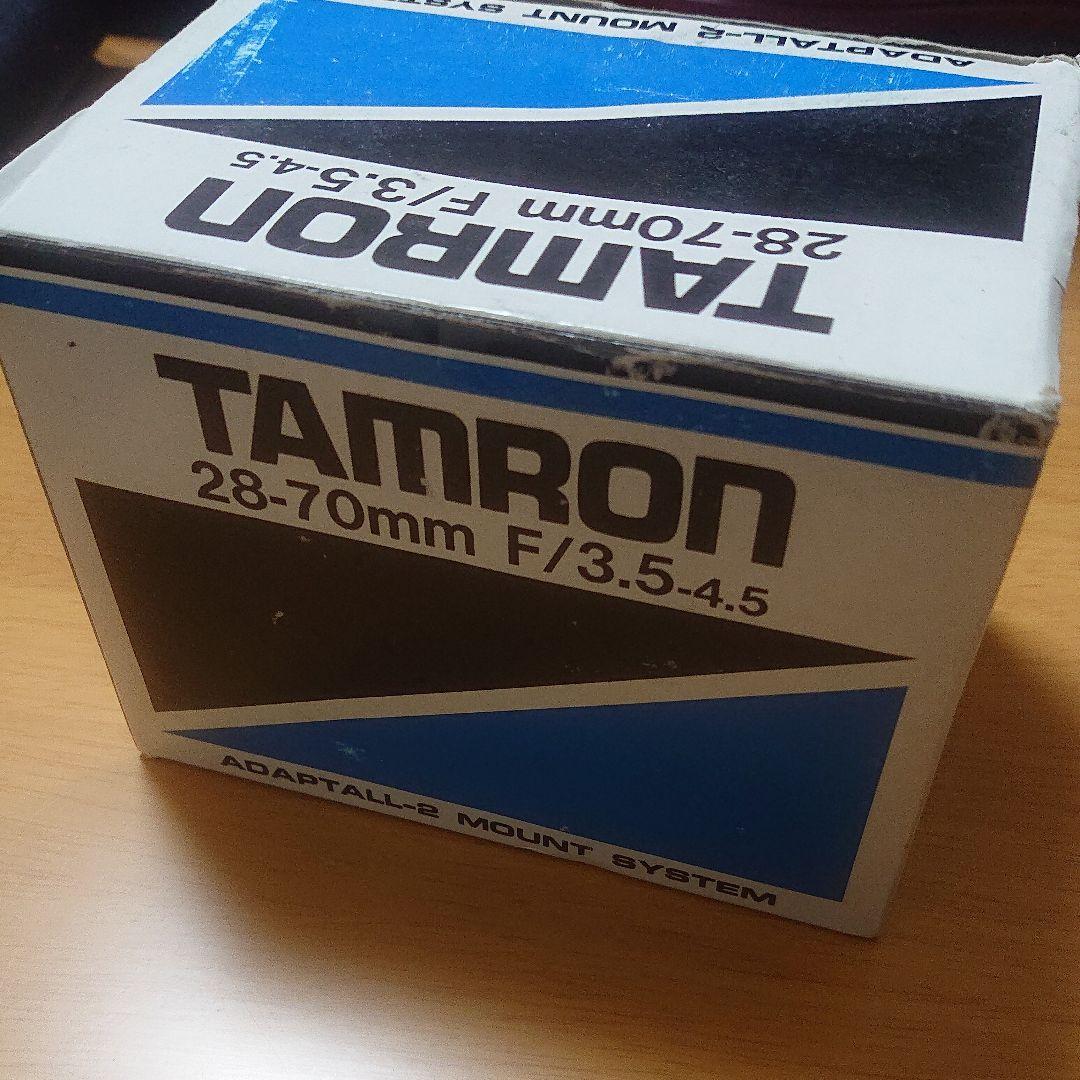 ADAPTALL-2 MOUNT SYSTE
28-70mm F/3.5-4.5
TAMRON
TAMRON
28-70mm F/3.5-4.5
ADAPTALL-2 MOUNT SYSTEM